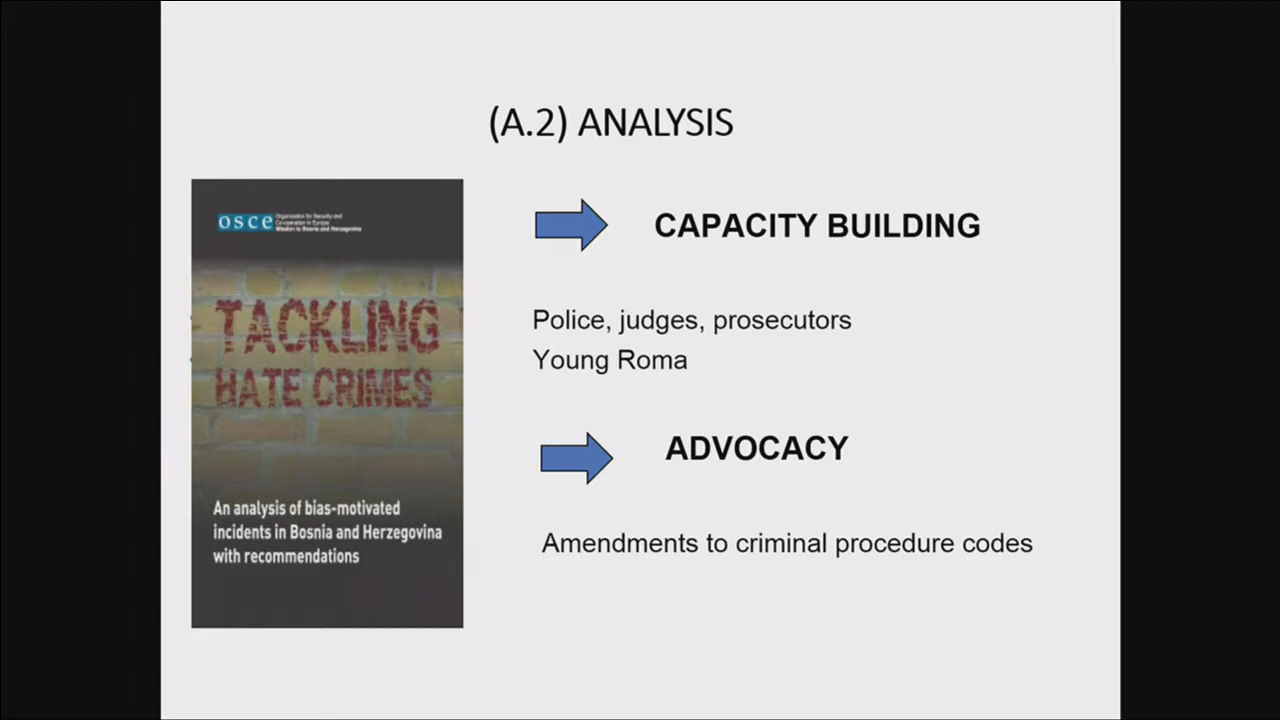 (A.2) ANALYSIS
osce
Organization for Security and
Co-operation in Europe
Mission to Bosnia and Herzegovina
TACKLING
HATE CRIMES
An analysis of bias-motivated
incidents in Bosnia and Herzegovina
with recommendations
CAPACITY BUILDING
Police, judges, prosecutors
Young Roma
ADVOCACY
Amendments to criminal procedure codes